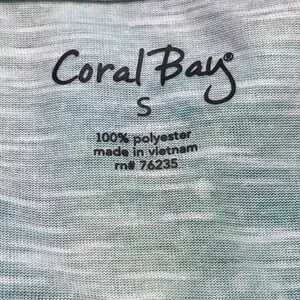 Coral Bay®
S
100% polyester
made in vietnam
rn# 76235